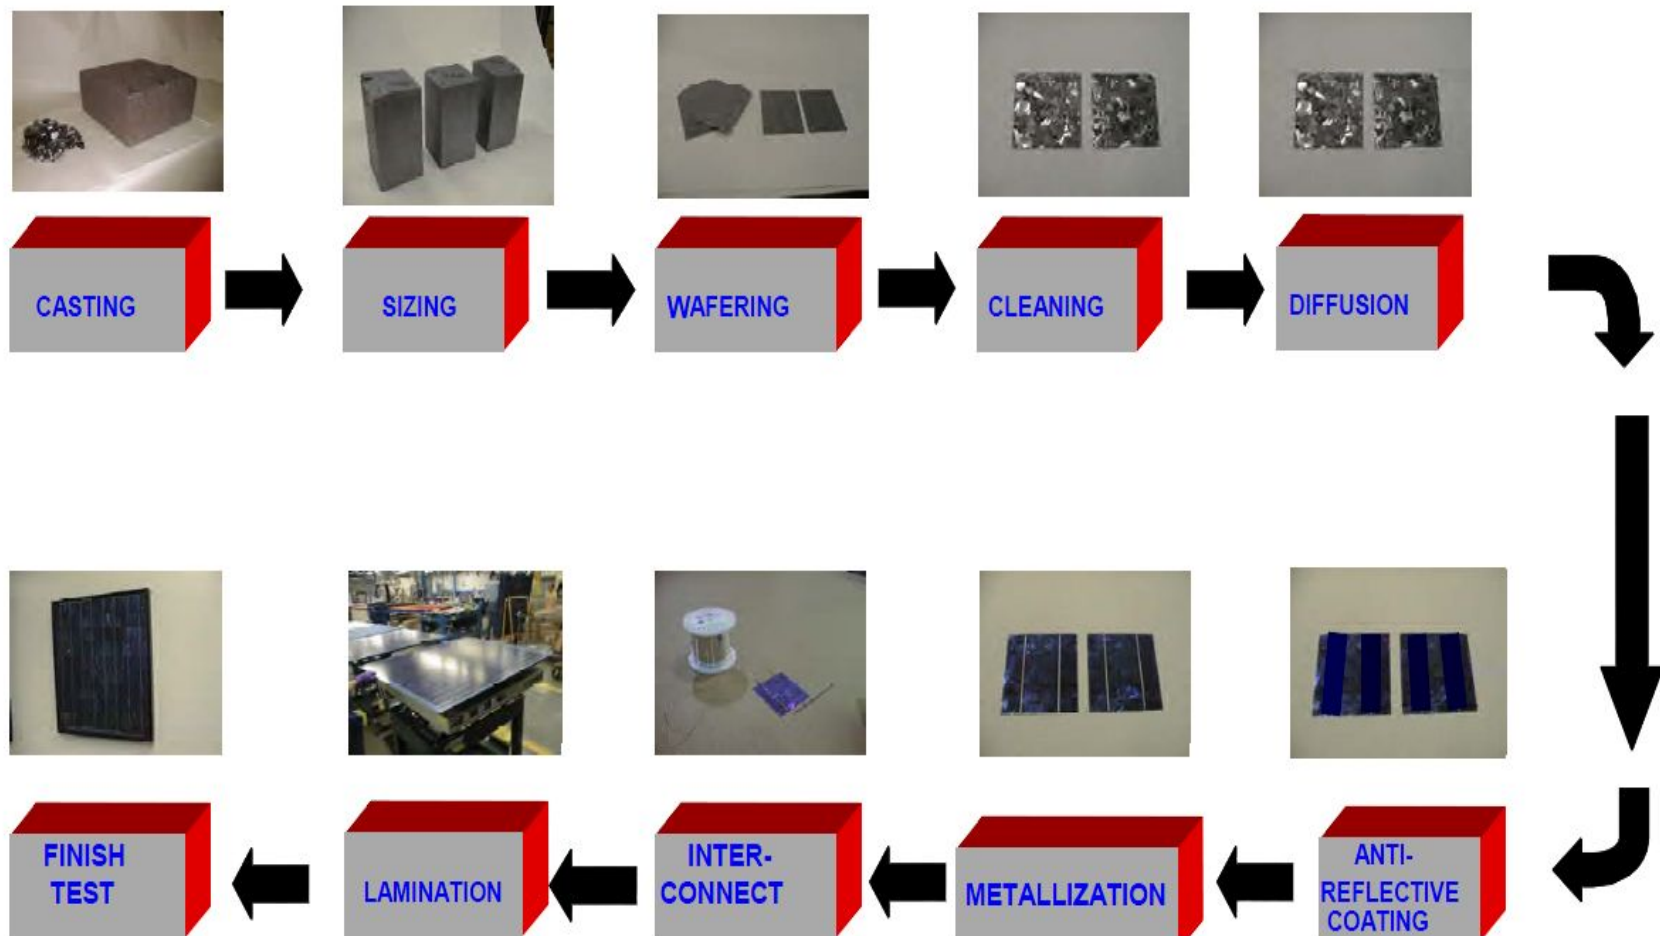 CASTING
SIZING
WAFERING
CLEANING
DIFFUSION
FINISH
TEST
LAMINATION
INTER-
CONNECT
METALLIZATION
ANTI-
REFLECTIVE
COATING